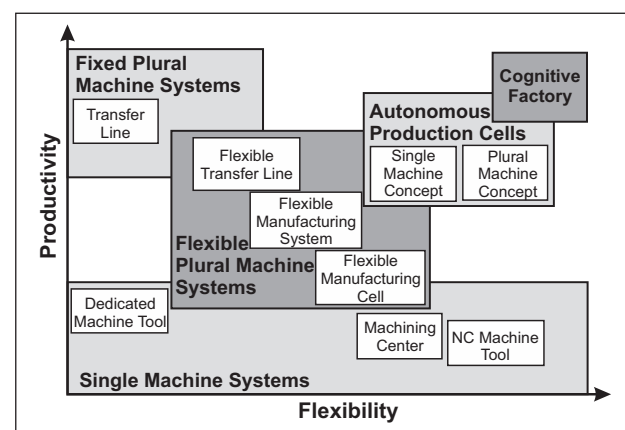 Fixed Plural
Machine Systems
Transfer
Line
Cognitive
Factory
Autonomous
Production Cells
Single
Machine
Concept
Plural
Machine
Concept
Flexible
Transfer Line
Flexible
Manufacturing
System
Flexible
Plural Machine
Systems
Flexible
Manufacturing
Cell
Dedicated
Machine Tool
Machining
Center
NC Machine
Tool
Single Machine Systems
Productivity
Flexibility